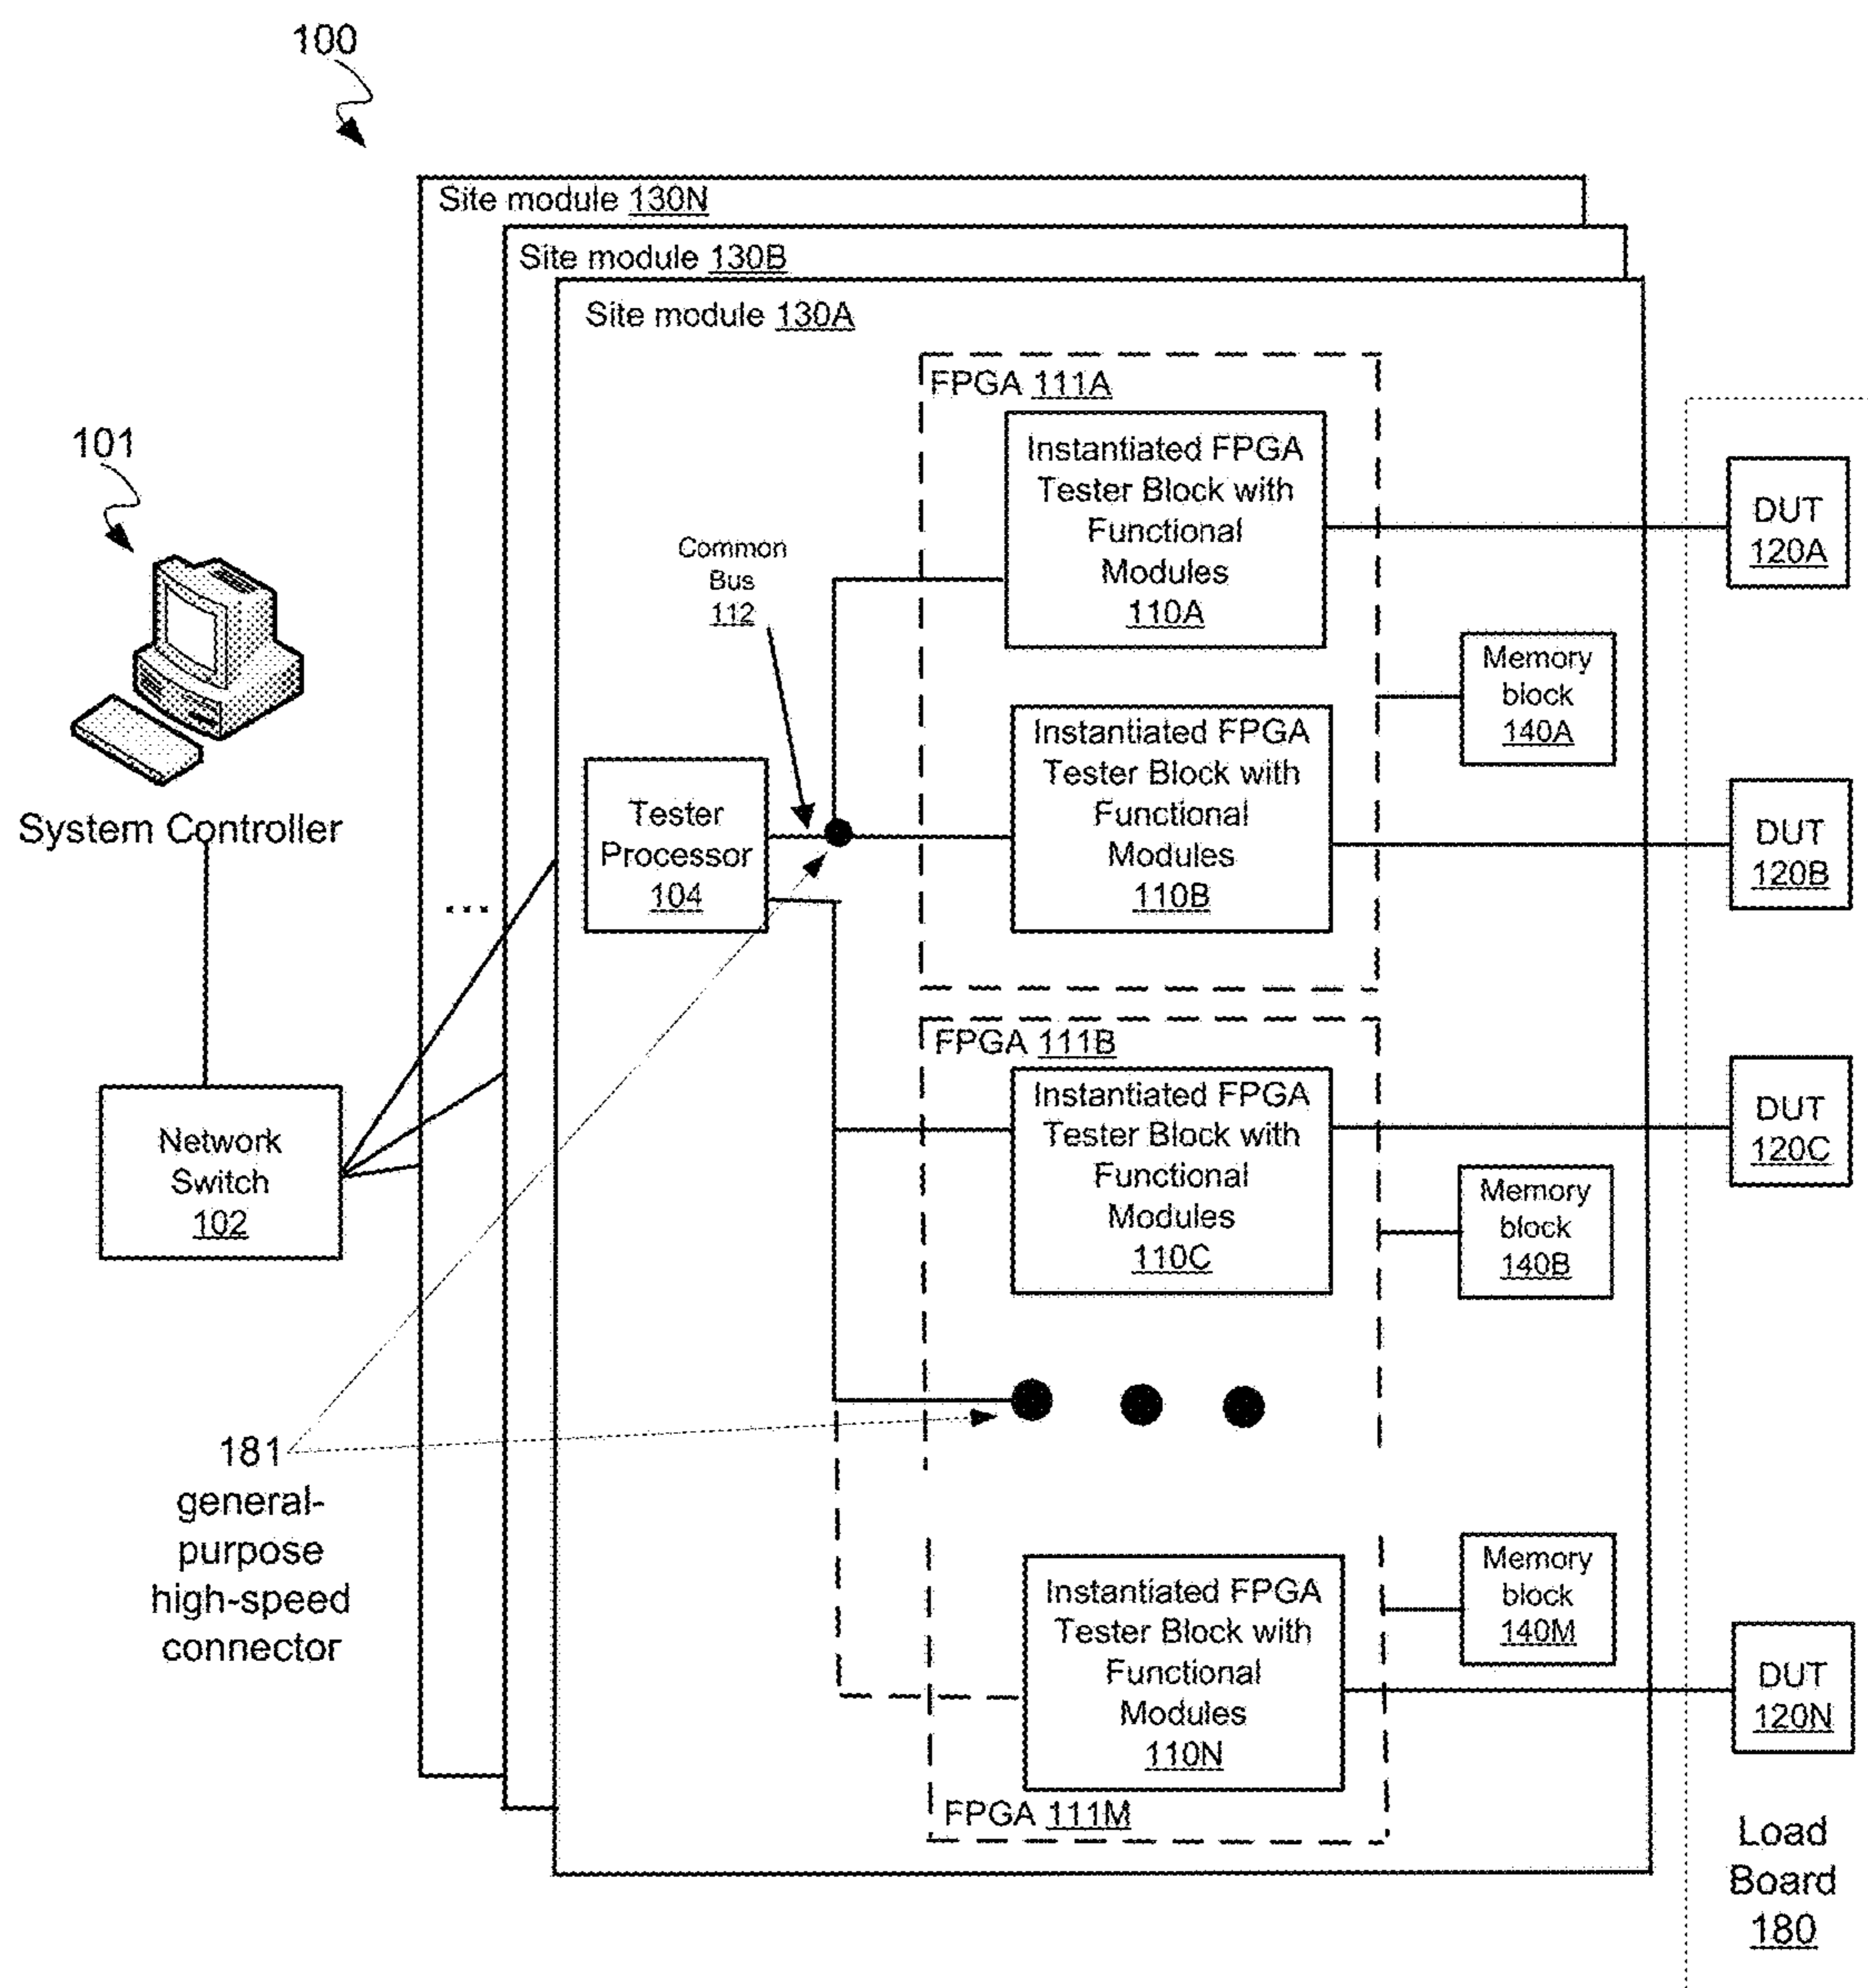 100
Site module 130N
Site module 130B
Site module 130A
FPGA 111A
Instantiated FPGA
Tester Block with
Functional
Modules
110A
DUT
120A
101
System Controller
Common
Bus
112
Memory
block
140A
Instantiated FPGA
Tester Block with
Functional
Modules
110B
DUT
120B
Tester
Processor
104
...
FPGA 111B
Instantiated FPGA
Tester Block with
Functional
Modules
110C
DUT
120C
Network
Switch
102
Memory
block
140B
181
general-
purpose
high-speed
connector
Memory
block
140M
Instantiated FPGA
Tester Block with
Functional
Modules
110N
DUT
120N
FPGA 111M
Load
Board
180